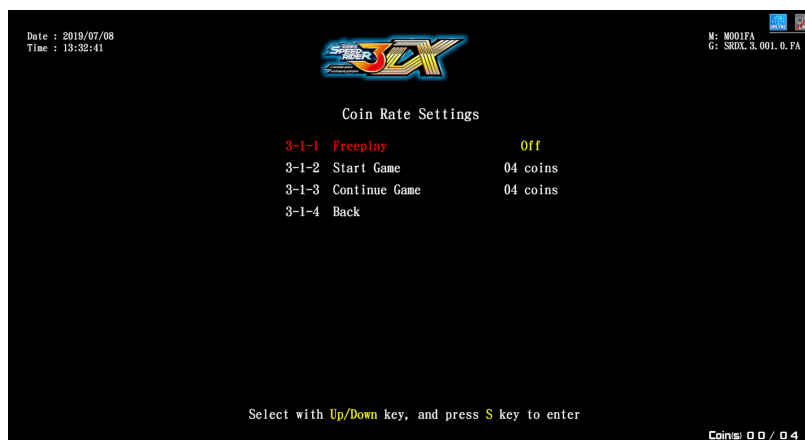 Date : 2019/07/08
Time : 13:32:41
SPEED RIDER 3 DX
M: M001FA
G: SRDX.3.001.0.FA
Coin Rate Settings
3-1-1 Freeplay Off
3-1-2 Start Game 04 coins
3-1-3 Continue Game 04 coins
3-1-4 Back
Select with Up/Down key, and press S key to enter
Coin(s) 00/04